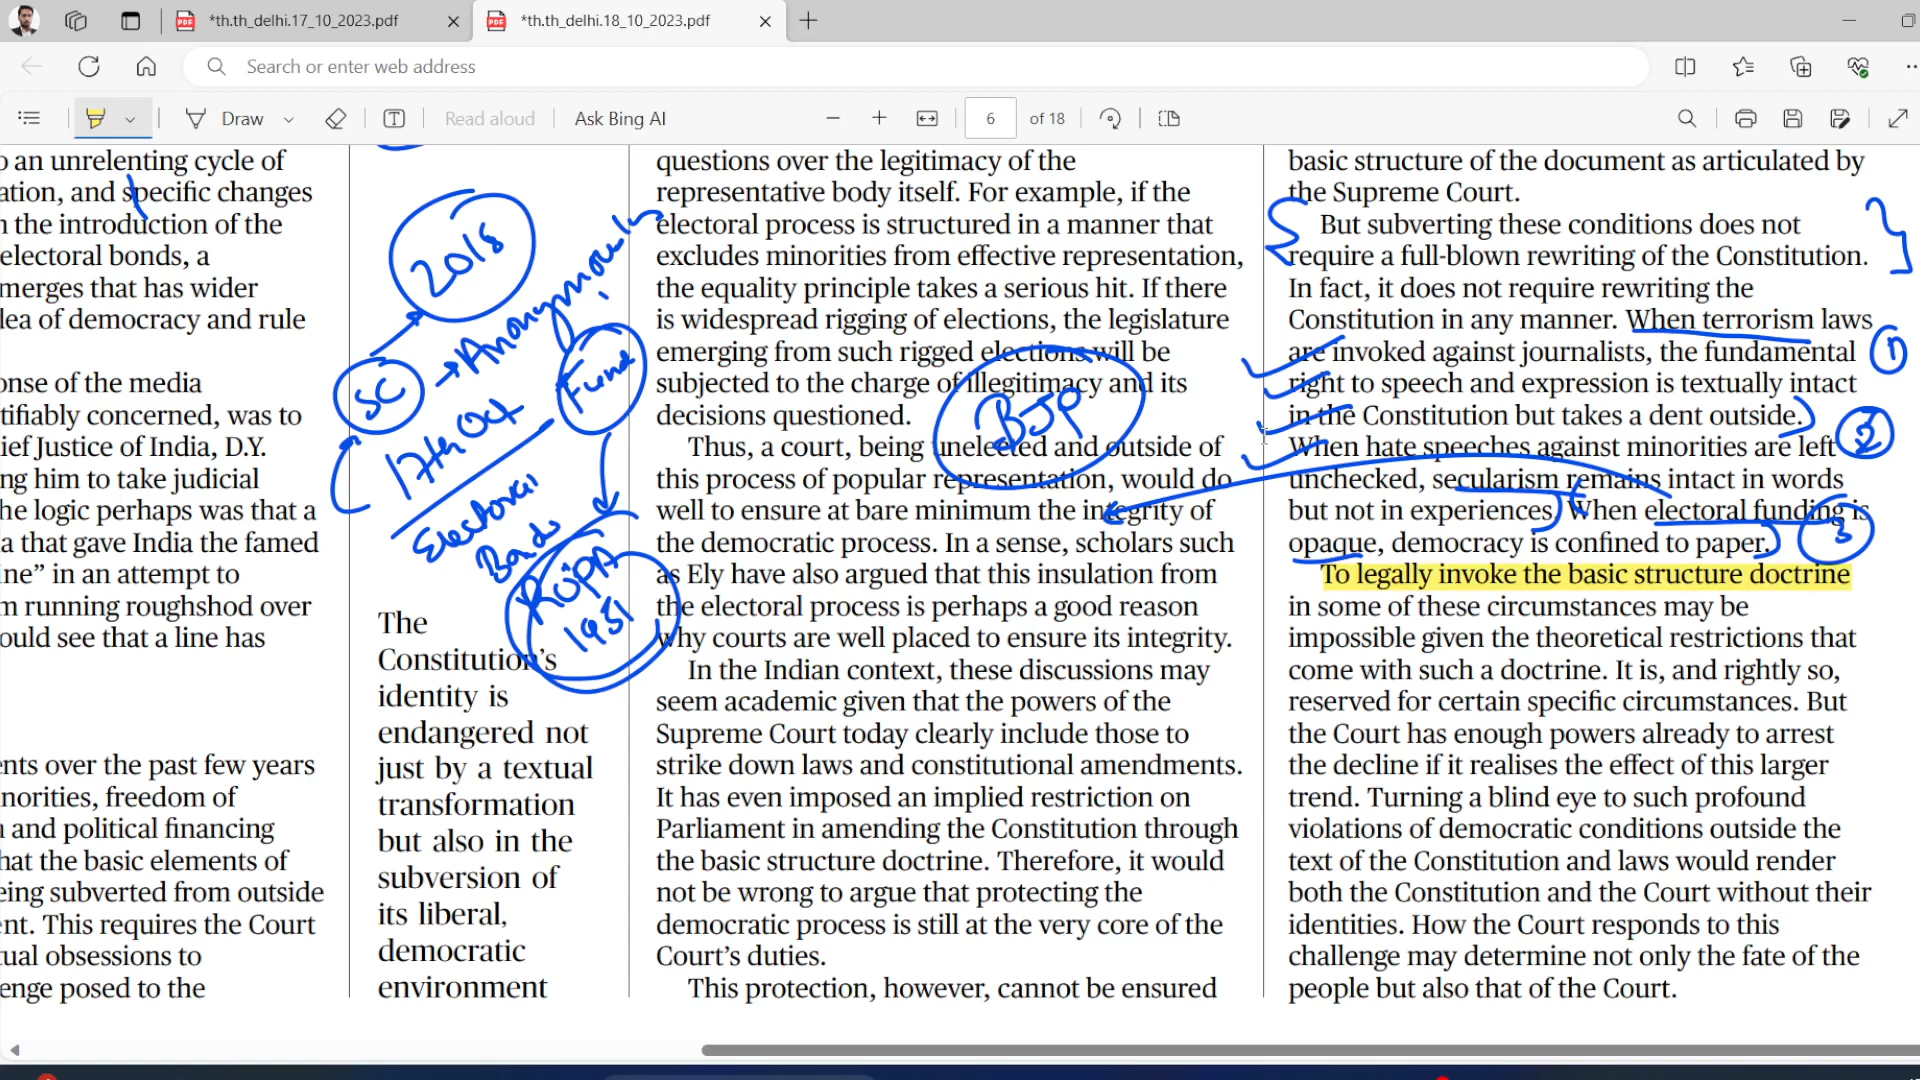 *th.th_delhi.17_10_2023.pdf
*th.th_delhi.18_10_2023.pdf
Search or enter web address
Draw
Read aloud
Ask Bing AI
6 of 18
o an unrelenting cycle of
ation, and specific changes
n the introduction of the
electoral bonds, a
merges that has wider
lea of democracy and rule
onse of the media
tifiably concerned, was to
ief Justice of India, D.Y.
ng him to take judicial
he logic perhaps was that a
a that gave India the famed
ine” in an attempt to
m running roughshod over
ould see that a line has
ents over the past few years
norities, freedom of
n and political financing
hat the basic elements of
eing subverted from outside
ent. This requires the Court
tual obsessions to
enge posed to the
2018
SC
17th Oct
Fund
Electoral
Bonds
ROPA
1951
The
Constitution’s
identity is
endangered not
just by a textual
transformation
but also in the
subversion of
its liberal,
democratic
environment
questions over the legitimacy of the
representative body itself. For example, if the
electoral process is structured in a manner that
excludes minorities from effective representation,
the equality principle takes a serious hit. If there
is widespread rigging of elections, the legislature
emerging from such rigged elections will be
subjected to the charge of illegitimacy and its
decisions questioned.
BJP
Thus, a court, being unelected and outside of
this process of popular representation, would do
well to ensure at bare minimum the integrity of
the democratic process. In a sense, scholars such
as Ely have also argued that this insulation from
the electoral process is perhaps a good reason
why courts are well placed to ensure its integrity.
In the Indian context, these discussions may
seem academic given that the powers of the
Supreme Court today clearly include those to
strike down laws and constitutional amendments.
It has even imposed an implied restriction on
Parliament in amending the Constitution through
the basic structure doctrine. Therefore, it would
not be wrong to argue that protecting the
democratic process is still at the very core of the
Court’s duties.
This protection, however, cannot be ensured
basic structure of the document as articulated by
the Supreme Court.
But subverting these conditions does not
require a full-blown rewriting of the Constitution.
In fact, it does not require rewriting the
Constitution in any manner. When terrorism laws
are invoked against journalists, the fundamental
right to speech and expression is textually intact
in the Constitution but takes a dent outside.
When hate speeches against minorities are left
unchecked, secularism remains intact in words
but not in experiences. When electoral funding is
opaque, democracy is confined to paper.
1
2
3
To legally invoke the basic structure doctrine
in some of these circumstances may be
impossible given the theoretical restrictions that
come with such a doctrine. It is, and rightly so,
reserved for certain specific circumstances. But
the Court has enough powers already to arrest
the decline if it realises the effect of this larger
trend. Turning a blind eye to such profound
violations of democratic conditions outside the
text of the Constitution and laws would render
both the Constitution and the Court without their
identities. How the Court responds to this
challenge may determine not only the fate of the
people but also that of the Court.